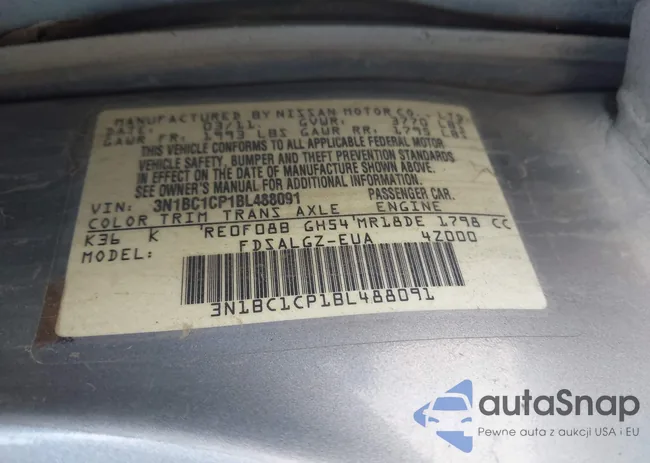 MANUFACTURED BY NISSAN MOTOR CO., LTD.
DATE: 03/11 GVWR: 3770 LBS
GAWR FR. 1993 LBS GAWR RR. 1795 LBS
THIS VEHICLE CONFORMS TO ALL APPLICABLE FEDERAL MOTOR
VEHICLE SAFETY, BUMPER AND THEFT PREVENTION STANDARDS
IN EFFECT ON THE DATE OF MANUFACTURE SHOWN ABOVE.
SEE OWNER'S MANUAL FOR ADDITIONAL INFORMATION.
VIN: 3N1BC1CP1BL488091 PASSENGER CAR.
COLOR TRIM TRANS AXLE ENGINE
K36 K RE0F08B GH54 MR18DE 1798 CC
FDSALGZ-EUA 4Z000
3N1BC1CP1BL488091
autaSnap
Pewne auta z aukcji USA i EU